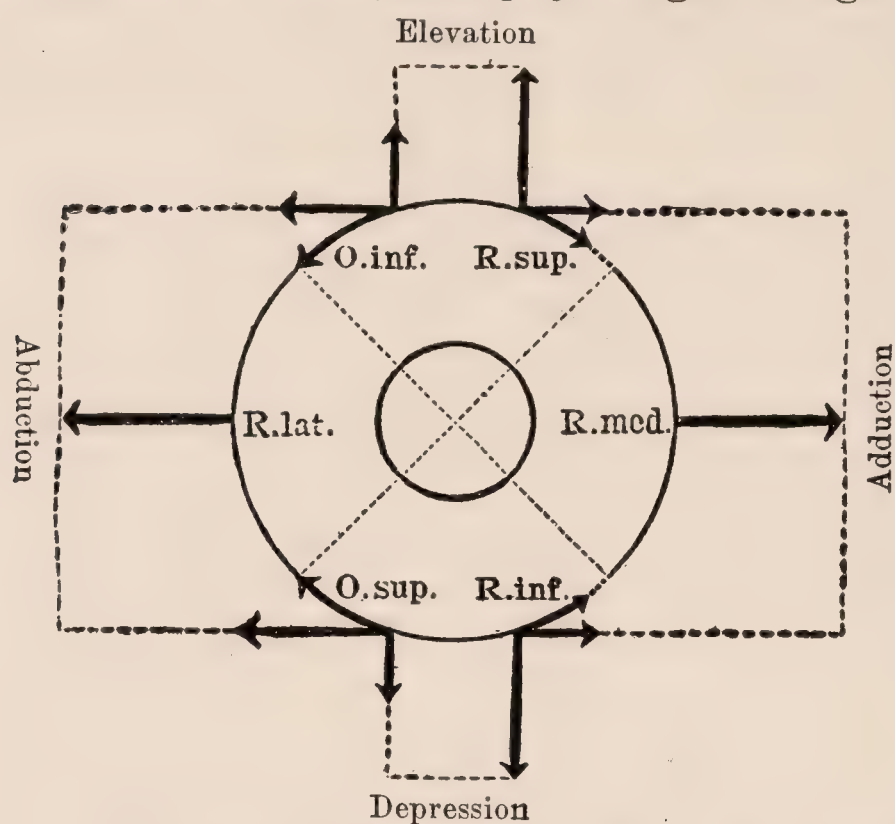 Elevation
O.inf.
R.sup.
Abduction
R.lat.
R.med.
Adduction
O.sup.
R.inf.
Depression